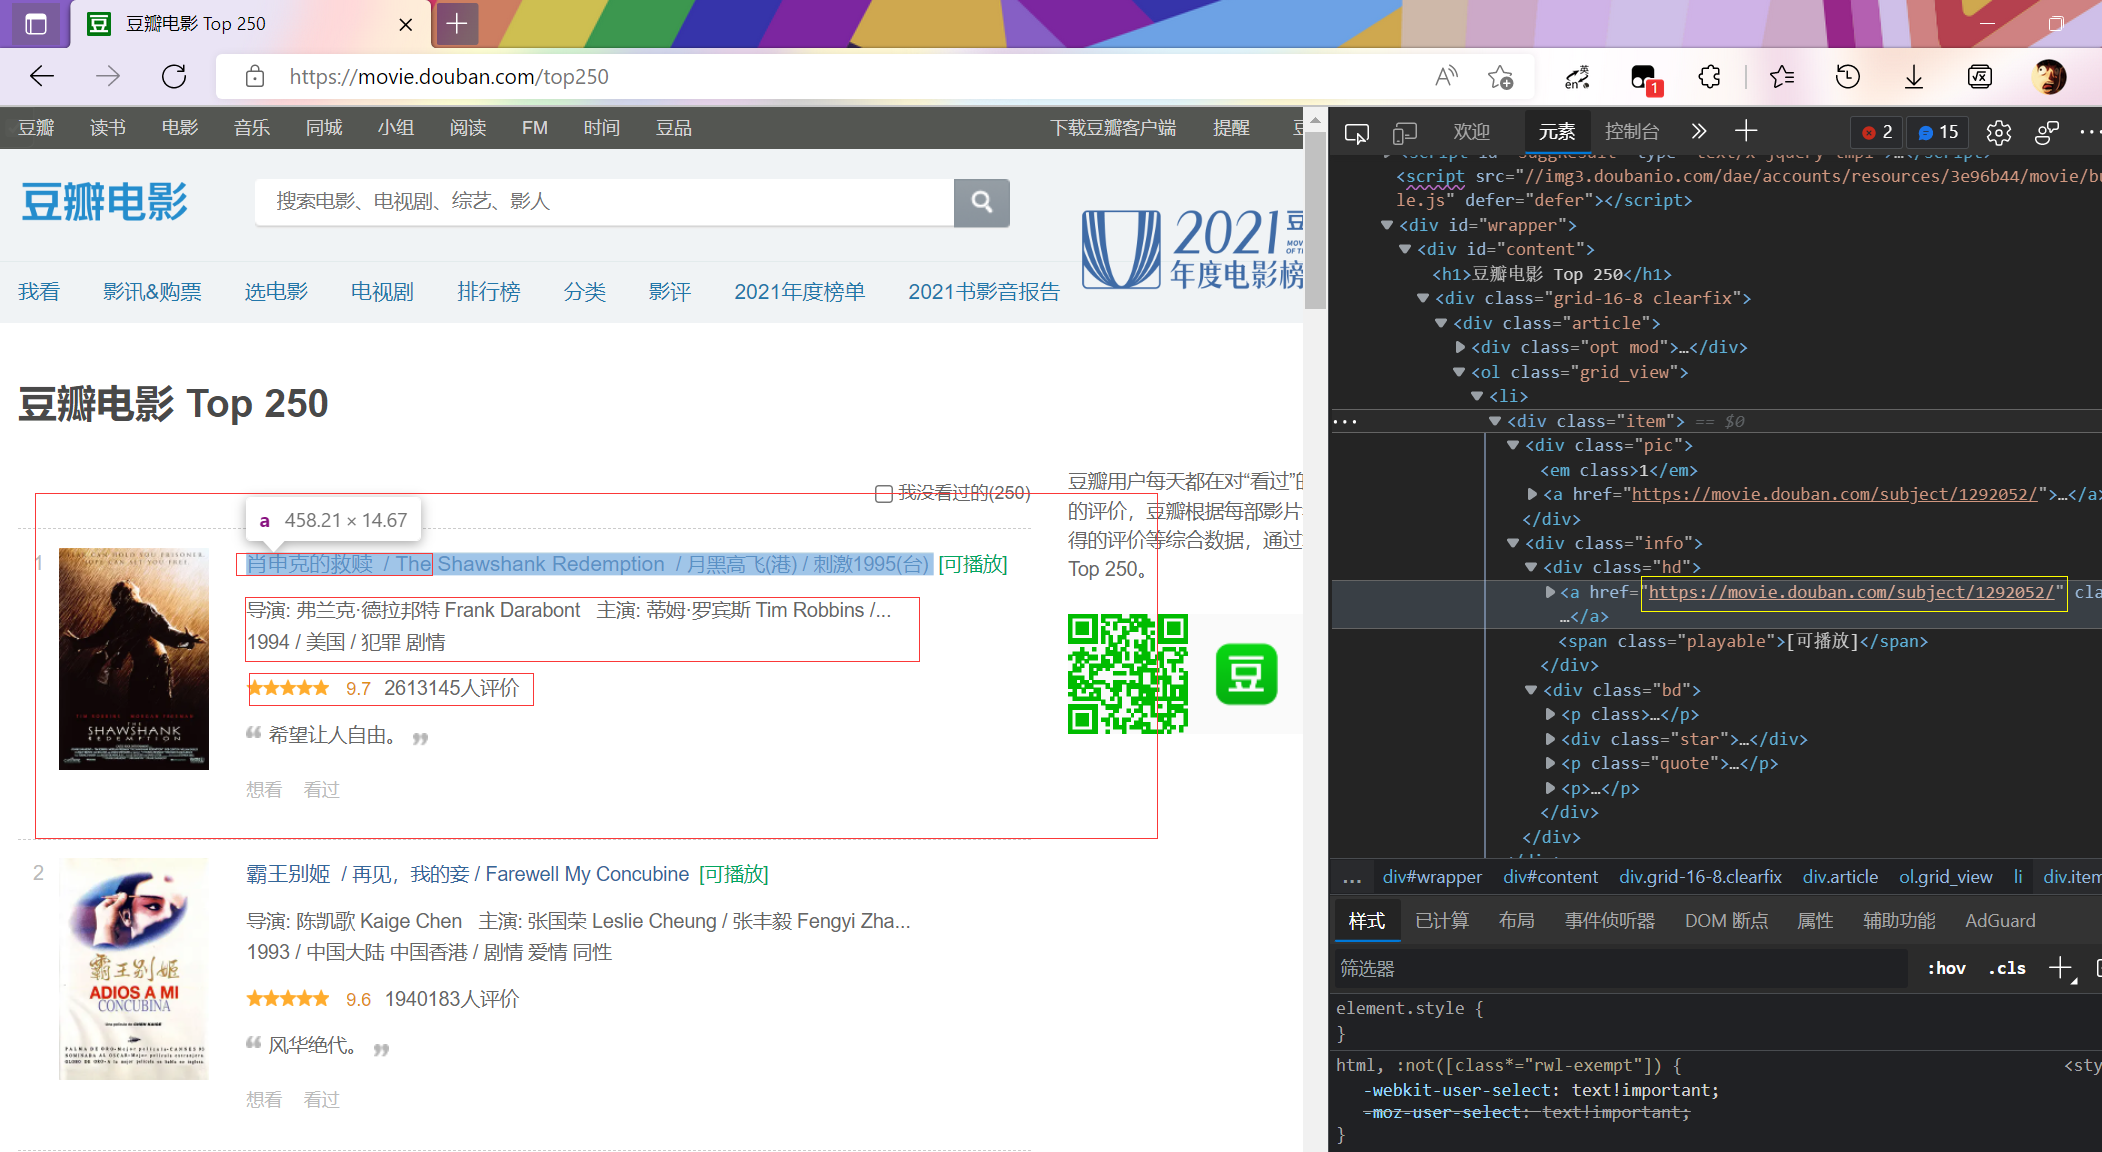 豆瓣电影 Top 250
https://movie.douban.com/top250
英
en
1
豆瓣 读书 电影 音乐 同城 小组 阅读 FM 时间 豆品 下载豆瓣客户端 提醒
豆瓣电影
搜索电影、电视剧、综艺、影人
2021
年度电影榜
我看 影讯&购票 选电影 电视剧 排行榜 分类 影评 2021年度榜单 2021书影音报告
豆瓣电影 Top 250
我没看过的(250)
a 458.21 × 14.67
1
肖申克的救赎 / The Shawshank Redemption / 月黑高飞(港) / 刺激1995(台) [可播放]
导演: 弗兰克·德拉邦特 Frank Darabont 主演: 蒂姆·罗宾斯 Tim Robbins /...
1994 / 美国 / 犯罪 剧情
9.7 2613145人评价
“ 希望让人自由。 ”
想看 看过
THE
SHAWSHANK
REDEMPTION
2
霸王别姬 / 再见，我的妾 / Farewell My Concubine [可播放]
导演: 陈凯歌 Kaige Chen 主演: 张国荣 Leslie Cheung / 张丰毅 Fengyi Zha...
1993 / 中国大陆 中国香港 / 剧情 爱情 同性
9.6 1940183人评价
“ 风华绝代。 ”
想看 看过
霸王别姬
ADIOS A MI
CONCUBINA
豆瓣用户每天都在对“看过”的
的评价，豆瓣根据每部影片
得的评价等综合数据，通过
Top 250。
豆
欢迎 元素 控制台 2 15
<script src="//img3.doubanio.com/dae/accounts/resources/3e96b44/movie/bu
le.js" defer="defer"></script>
<div id="wrapper">
<div id="content">
<h1>豆瓣电影 Top 250</h1>
<div class="grid-16-8 clearfix">
<div class="article">
<div class="opt mod">…</div>
<ol class="grid_view">
<li>
<div class="item"> == $0
<div class="pic">
<em class>1</em>
<a href="https://movie.douban.com/subject/1292052/">…</a>
</div>
<div class="info">
<div class="hd">
<a href="https://movie.douban.com/subject/1292052/" cla
…</a>
<span class="playable">[可播放]</span>
</div>
<div class="bd">
<p class>…</p>
<div class="star">…</div>
<p class="quote">…</p>
<p>…</p>
</div>
</div>
... div#wrapper div#content div.grid-16-8.clearfix div.article ol.grid_view li div.item
样式 已计算 布局 事件侦听器 DOM 断点 属性 辅助功能 AdGuard
筛选器 :hov .cls
element.style {
}
html, :not([class*="rwl-exempt"]) { <sty
-webkit-user-select: text!important;
-moz-user-select: text!important;
}